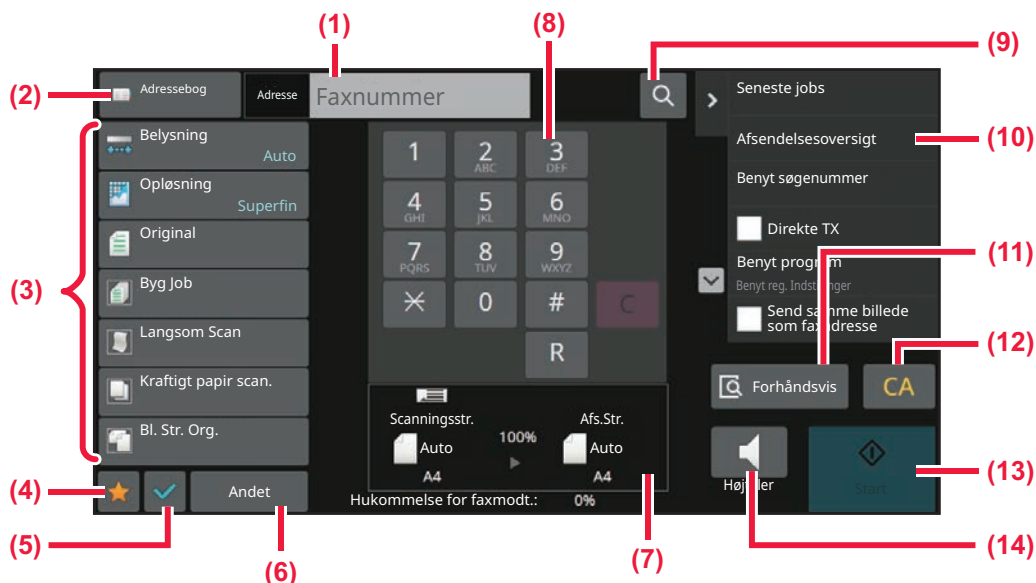 (1)
(8)
(9)
(2)
Adressebog
Adresse
Faxnummer
Seneste jobs
(3)
Belysning
Auto
Opløsning
Superfin
Original
Byg Job
Langsom Scan
Kraftigt papir scan.
Bl. Str. Org.
1
2
ABC
3
DEF
4
GHI
5
JKL
6
MNO
7
PQRS
8
TUV
9
WXYZ
0
#
C
R
Afsendelsesoversigt
(10)
Benyt søgenummer
Direkte TX
(11)
Benyt program
Benyt reg. Indstillinger
Send samme billede
som faxadresse
(12)
Forhåndsvis
CA
Scanningsstr.
Auto
A4
100%
Afs.Str.
Auto
A4
Højttaler
Start
(13)
(4)
Andet
Hukommelse for faxmodt.: 0%
(5)
(6)
(7)
(14)